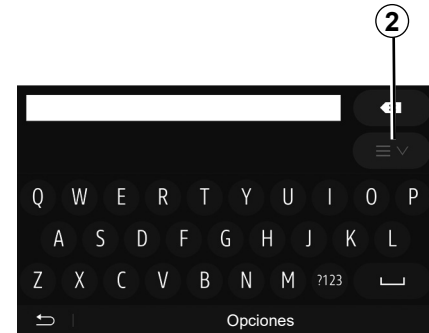 2
Q W E R T Y U I O P
A S D F G H J K L
Z X C V B N M ?123
Opciones